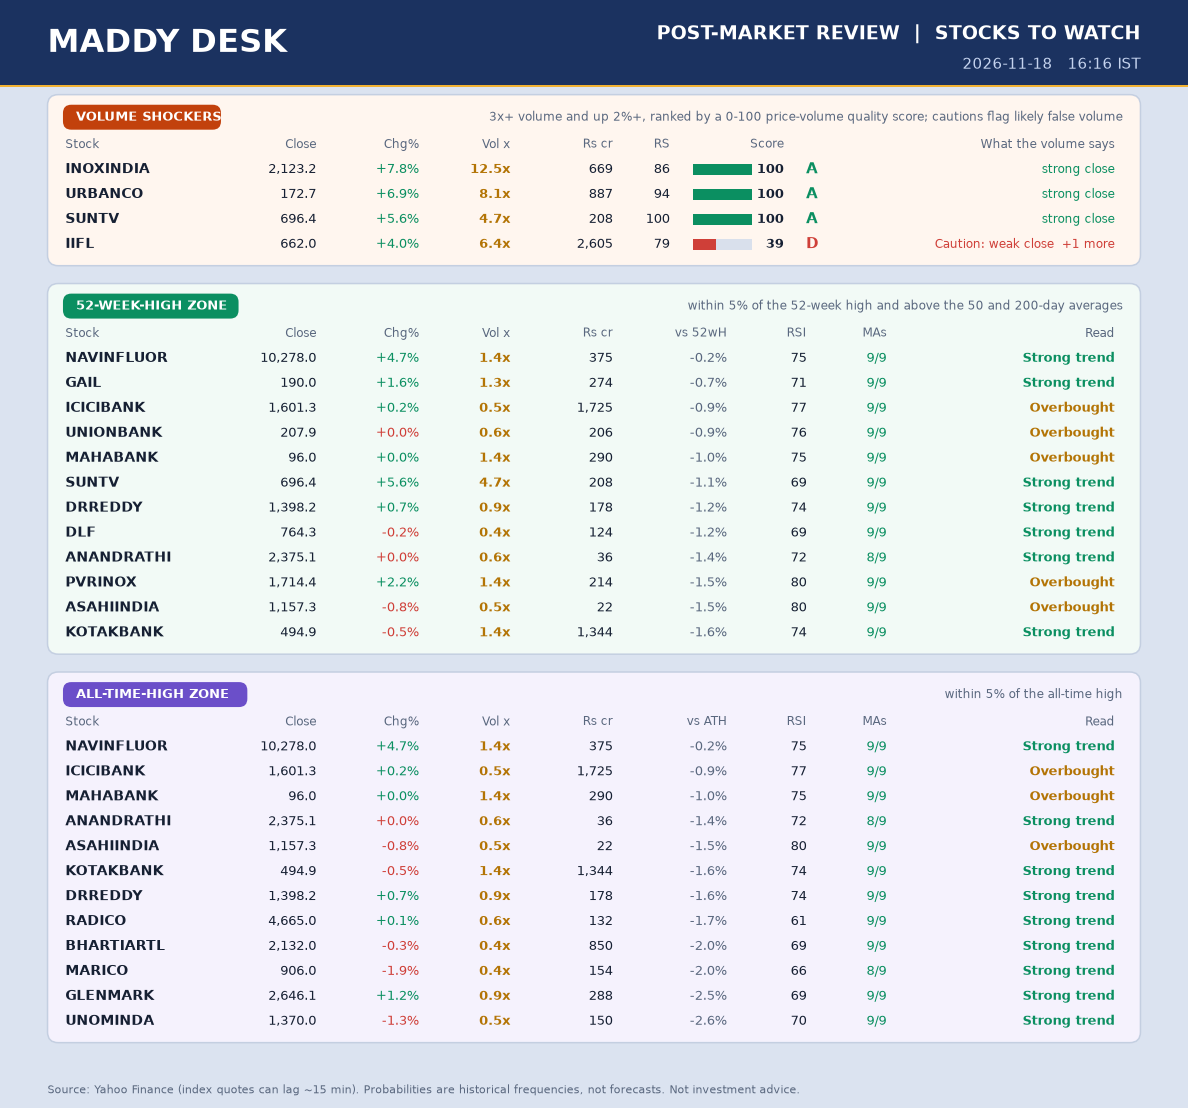 MADDY DESK
POST-MARKET REVIEW | STOCKS TO WATCH
2026-11-18 16:16 IST
VOLUME SHOCKERS 3x+ volume and up 2%+, ranked by a 0-100 price-volume quality score; cautions flag likely false volume
Stock Close Chg% Vol x Rs cr RS Score What the volume says
INOXINDIA 2,123.2 +7.8% 12.5x 669 86 100 A strong close
URBANCO 172.7 +6.9% 8.1x 887 94 100 A strong close
SUNTV 696.4 +5.6% 4.7x 208 100 100 A strong close
IIFL 662.0 +4.0% 6.4x 2,605 79 39 D Caution: weak close +1 more
52-WEEK-HIGH ZONE within 5% of the 52-week high and above the 50 and 200-day averages
Stock Close Chg% Vol x Rs cr vs 52wH RSI MAs Read
NAVINFLUOR 10,278.0 +4.7% 1.4x 375 -0.2% 75 9/9 Strong trend
GAIL 190.0 +1.6% 1.3x 274 -0.7% 71 9/9 Strong trend
ICICIBANK 1,601.3 +0.2% 0.5x 1,725 -0.9% 77 9/9 Overbought
UNIONBANK 207.9 +0.0% 0.6x 206 -0.9% 76 9/9 Overbought
MAHABANK 96.0 +0.0% 1.4x 290 -1.0% 75 9/9 Overbought
SUNTV 696.4 +5.6% 4.7x 208 -1.1% 69 9/9 Strong trend
DRREDDY 1,398.2 +0.7% 0.9x 178 -1.2% 74 9/9 Strong trend
DLF 764.3 -0.2% 0.4x 124 -1.2% 69 9/9 Strong trend
ANANDRATHI 2,375.1 +0.0% 0.6x 36 -1.4% 72 8/9 Strong trend
PVRINOX 1,714.4 +2.2% 1.4x 214 -1.5% 80 9/9 Overbought
ASAHIINDIA 1,157.3 -0.8% 0.5x 22 -1.5% 80 9/9 Overbought
KOTAKBANK 494.9 -0.5% 1.4x 1,344 -1.6% 74 9/9 Strong trend
ALL-TIME-HIGH ZONE within 5% of the all-time high
Stock Close Chg% Vol x Rs cr vs ATH RSI MAs Read
NAVINFLUOR 10,278.0 +4.7% 1.4x 375 -0.2% 75 9/9 Strong trend
ICICIBANK 1,601.3 +0.2% 0.5x 1,725 -0.9% 77 9/9 Overbought
MAHABANK 96.0 +0.0% 1.4x 290 -1.0% 75 9/9 Overbought
ANANDRATHI 2,375.1 +0.0% 0.6x 36 -1.4% 72 8/9 Strong trend
ASAHIINDIA 1,157.3 -0.8% 0.5x 22 -1.5% 80 9/9 Overbought
KOTAKBANK 494.9 -0.5% 1.4x 1,344 -1.6% 74 9/9 Strong trend
DRREDDY 1,398.2 +0.7% 0.9x 178 -1.6% 74 9/9 Strong trend
RADICO 4,665.0 +0.1% 0.6x 132 -1.7% 61 9/9 Strong trend
BHARTIARTL 2,132.0 -0.3% 0.4x 850 -2.0% 69 9/9 Strong trend
MARICO 906.0 -1.9% 0.4x 154 -2.0% 66 8/9 Strong trend
GLENMARK 2,646.1 +1.2% 0.9x 288 -2.5% 69 9/9 Strong trend
UNOMINDA 1,370.0 -1.3% 0.5x 150 -2.6% 70 9/9 Strong trend
Source: Yahoo Finance (index quotes can lag ~15 min). Probabilities are historical frequencies, not forecasts. Not investment advice.